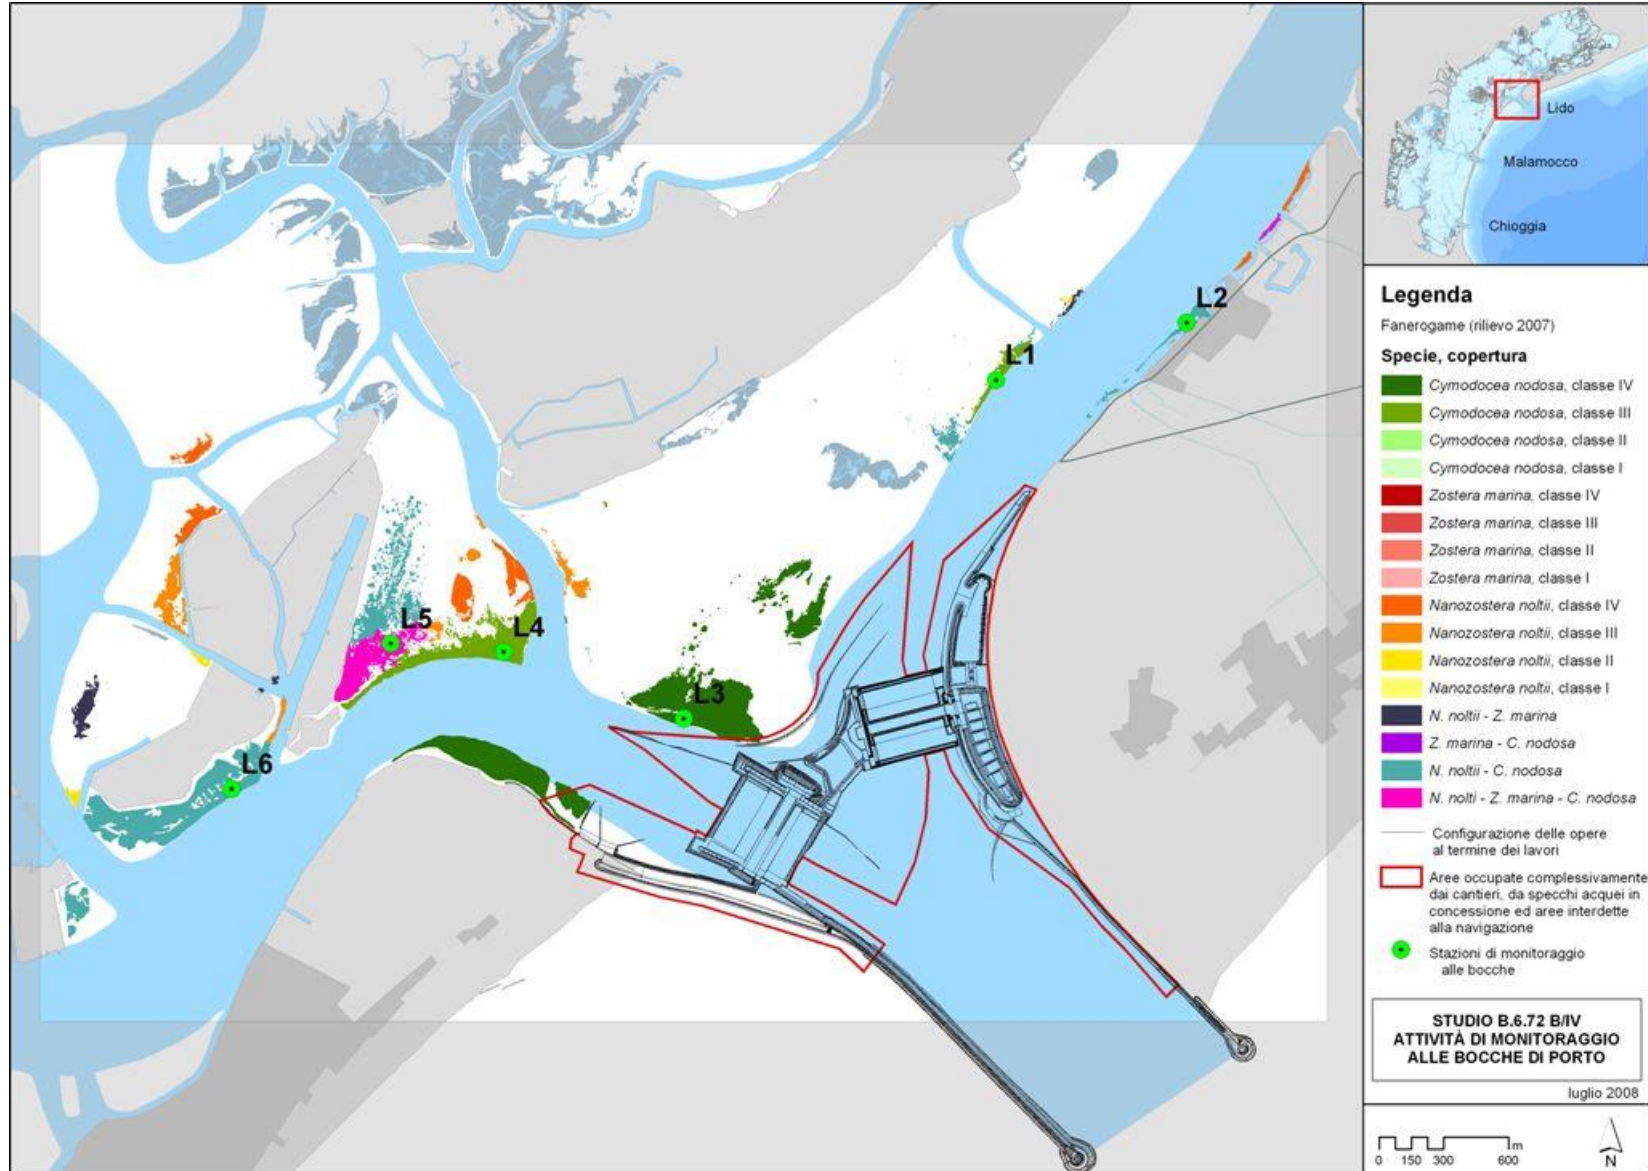 L1
L2
L3
L4
L5
L6
Lido
Malamocco
Chioggia
Legenda
Fanerogame (rilievo 2007)
Specie, copertura
Cymodocea nodosa, classe IV
Cymodocea nodosa, classe III
Cymodocea nodosa, classe II
Cymodocea nodosa, classe I
Zostera marina, classe IV
Zostera marina, classe III
Zostera marina, classe II
Zostera marina, classe I
Nanozostera noltii, classe IV
Nanozostera noltii, classe III
Nanozostera noltii, classe II
Nanozostera noltii, classe I
N. noltii - Z. marina
Z. marina - C. nodosa
N. noltii - C. nodosa
N. nolti - Z. marina - C. nodosa
Configurazione delle opere
al termine dei lavori
Aree occupate complessivamente
dai cantieri, da specchi acquei in
concessione ed aree interdette
alla navigazione
Stazioni di monitoraggio
alle bocche
STUDIO B.6.72 B/IV
ATTIVITÀ DI MONITORAGGIO
ALLE BOCCHE DI PORTO
luglio 2008
m
0 150 300 600
N